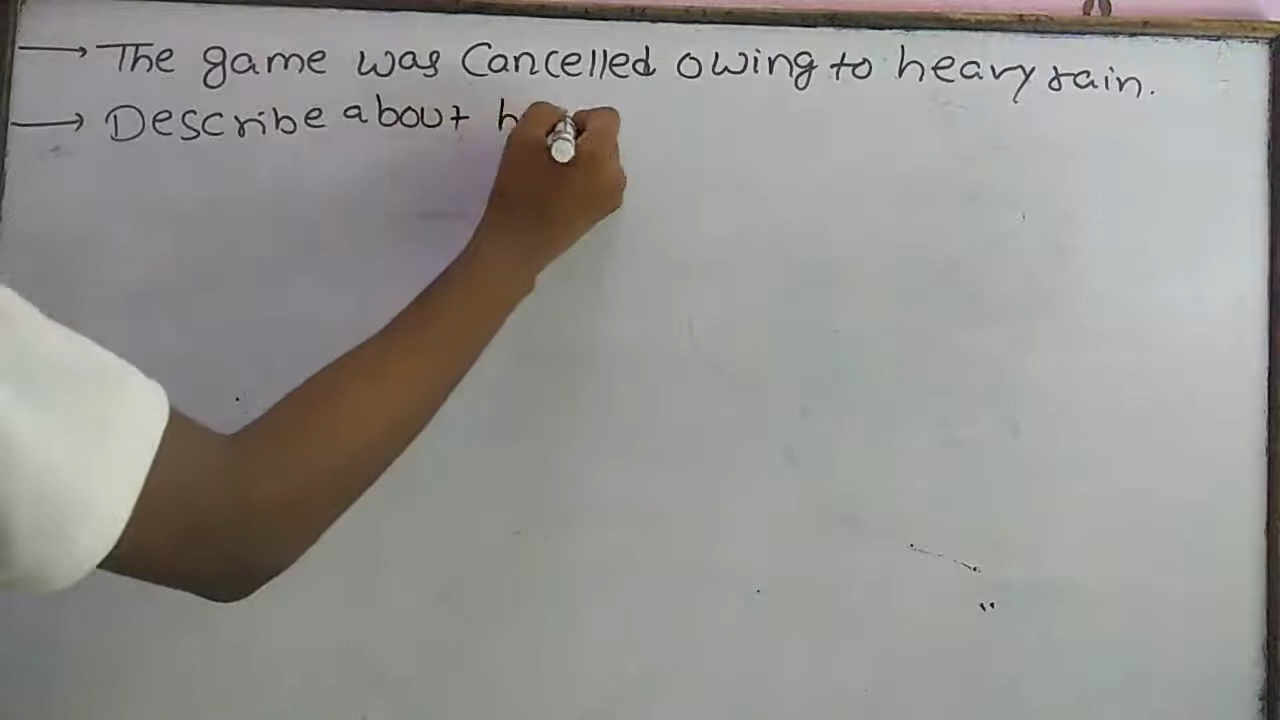 → The game was Cancelled owing to heavy rain.
→ Describe about h